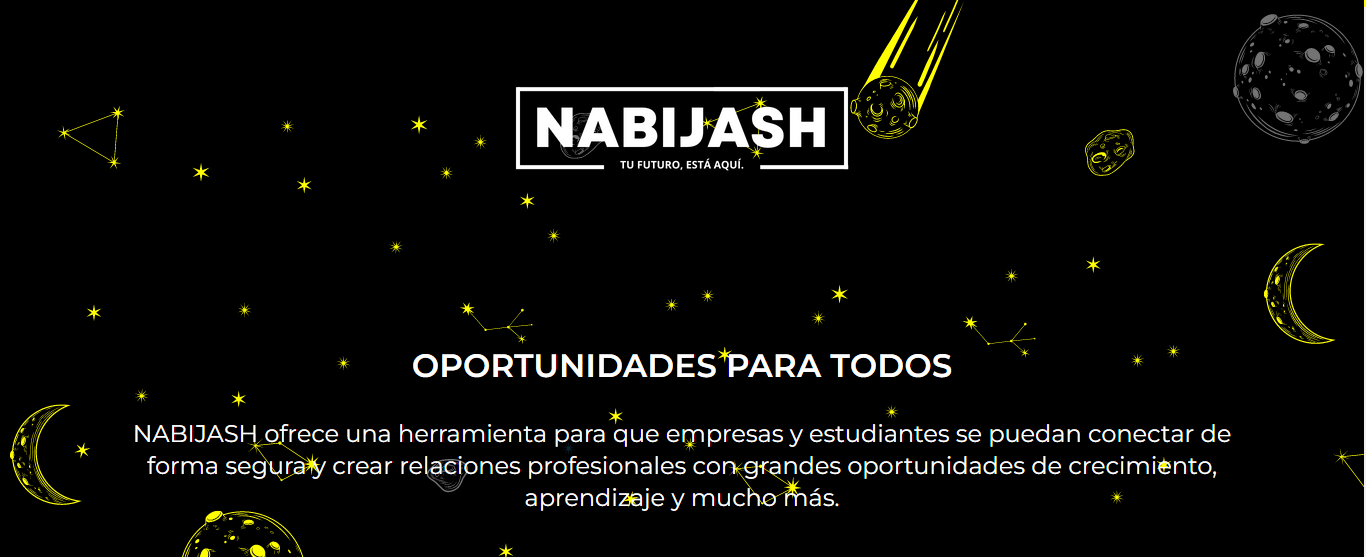 NABIJASH
TU FUTURO, ESTÁ AQUÍ.
OPORTUNIDADES PARA TODOS
NABIJASH ofrece una herramienta para que empresas y estudiantes se puedan conectar de
forma segura y crear relaciones profesionales con grandes oportunidades de crecimiento,
aprendizaje y mucho más.